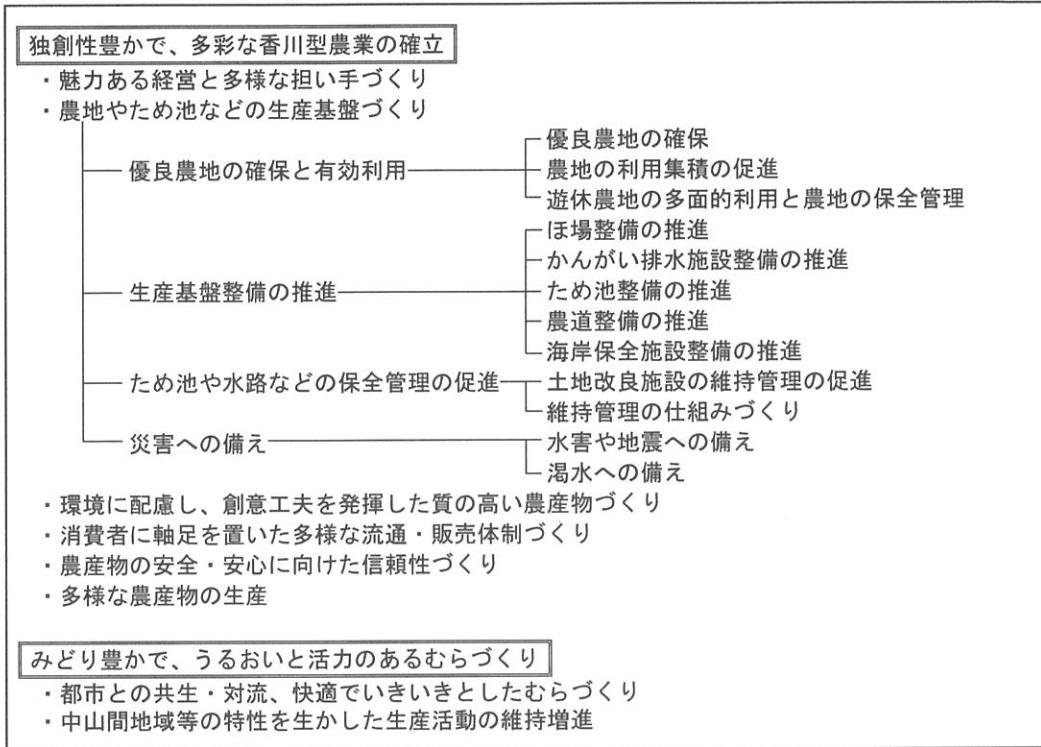 独創性豊かで、多彩な香川型農業の確立
・魅力ある経営と多様な担い手づくり
・農地やため池などの生産基盤づくり
優良農地の確保と有効利用
優良農地の確保
農地の利用集積の促進
遊休農地の多面的利用と農地の保全管理
生産基盤整備の推進
ほ場整備の推進
かんがい排水施設整備の推進
ため池整備の推進
農道整備の推進
海岸保全施設整備の推進
ため池や水路などの保全管理の促進
土地改良施設の維持管理の促進
維持管理の仕組みづくり
災害への備え
水害や地震への備え
渇水への備え
・環境に配慮し、創意工夫を発揮した質の高い農産物づくり
・消費者に軸足を置いた多様な流通・販売体制づくり
・農産物の安全・安心に向けた信頼性づくり
・多様な農産物の生産
みどり豊かで、うるおいと活力のあるむらづくり
・都市との共生・対流、快適でいきいきとしたむらづくり
・中山間地域等の特性を生かした生産活動の維持増進